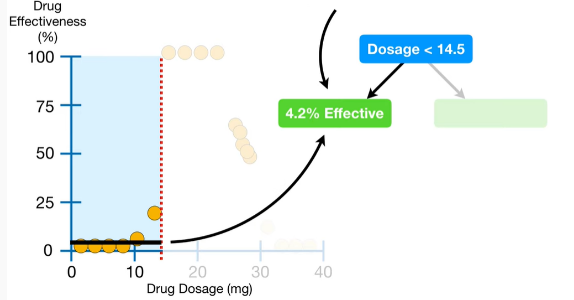 Drug
Effectiveness
(%)
100
75
50
25
0
0 10 20 30 40
Drug Dosage (mg)
Dosage < 14.5
4.2% Effective